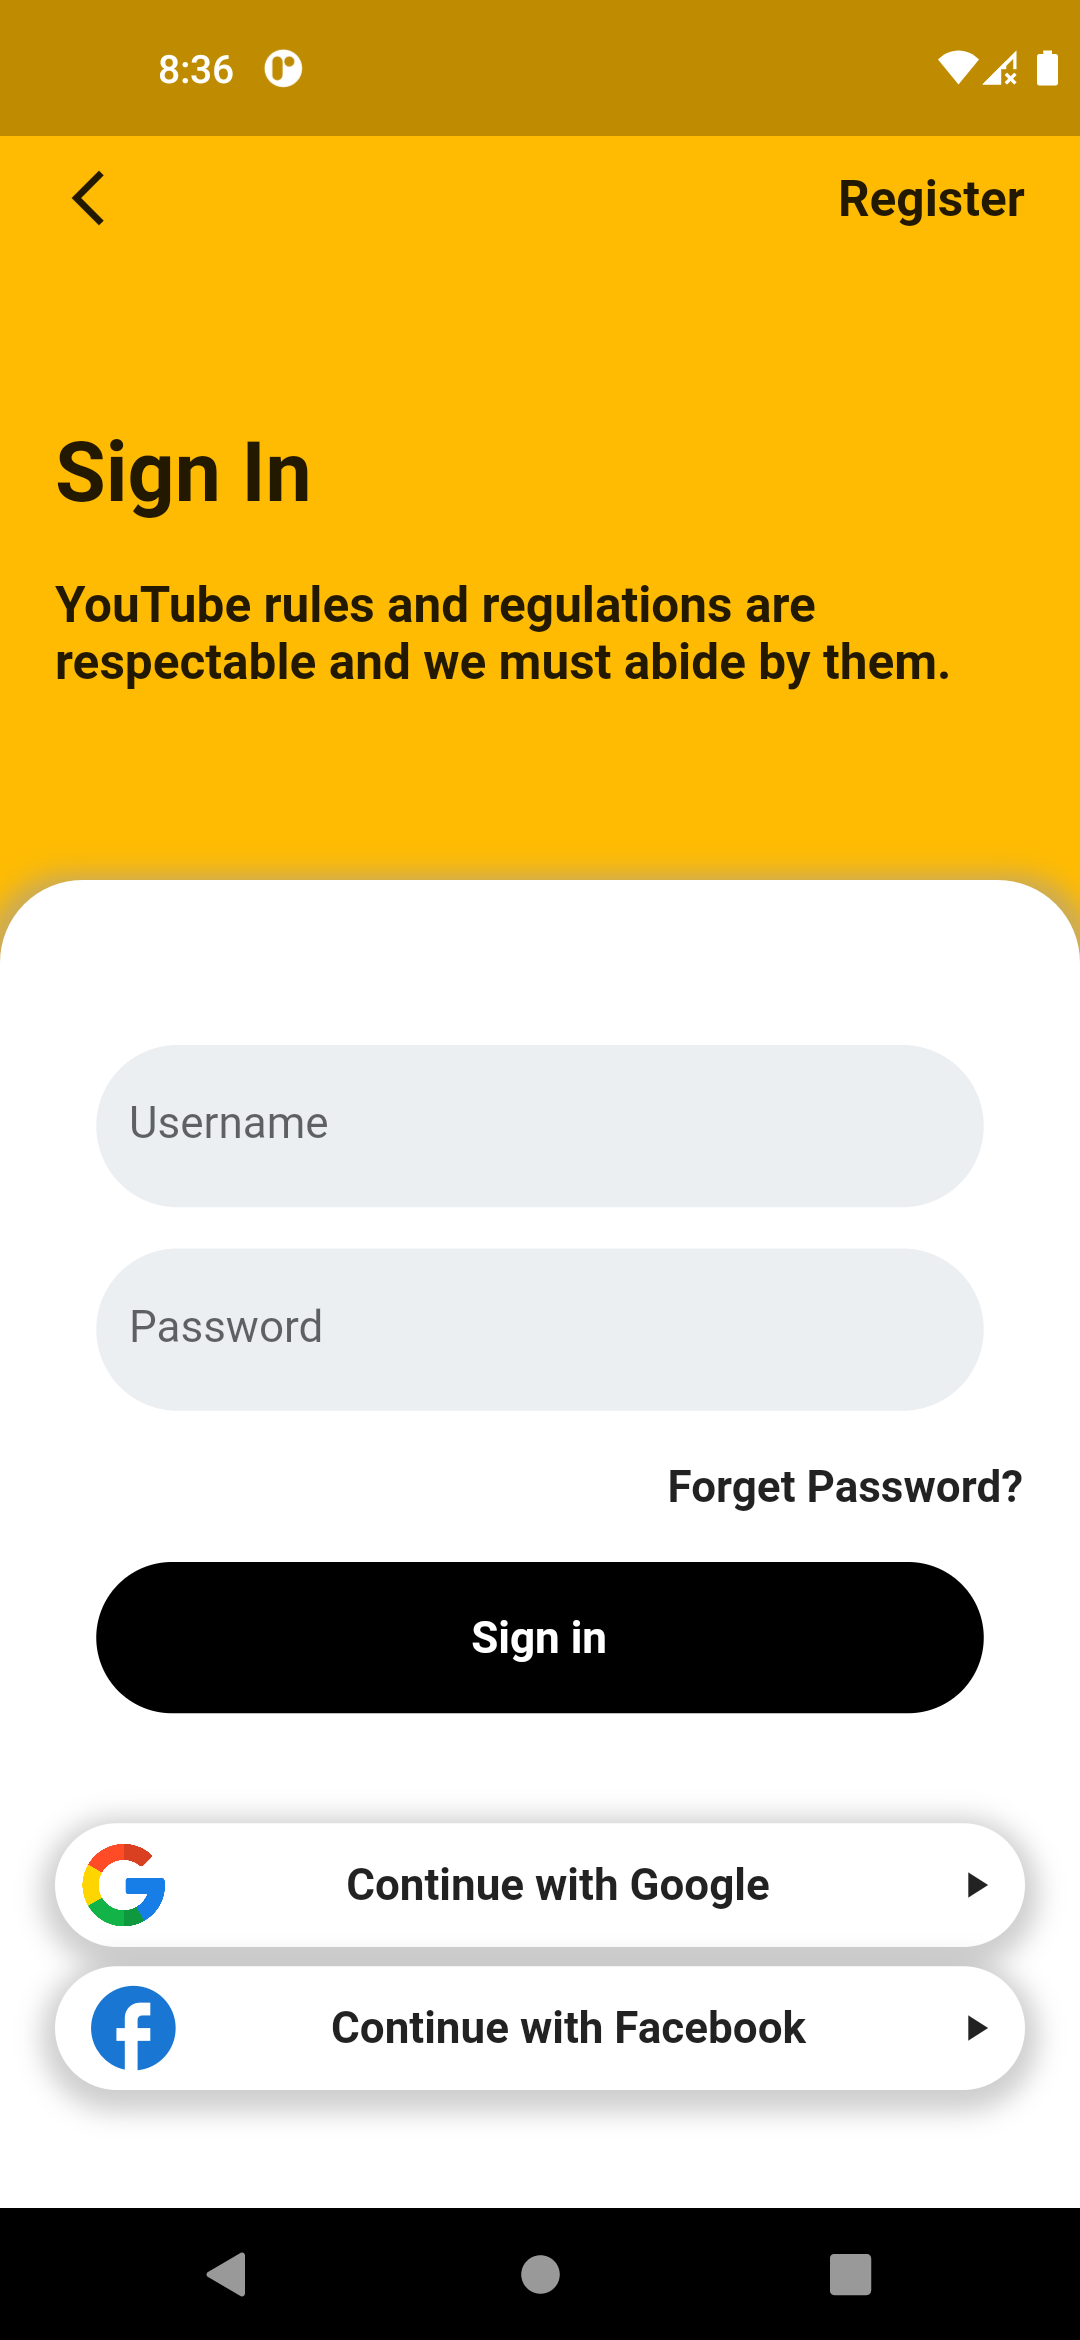 8:36
Register
Sign In
YouTube rules and regulations are
respectable and we must abide by them.
Username
Password
Forget Password?
Sign in
Continue with Google
Continue with Facebook